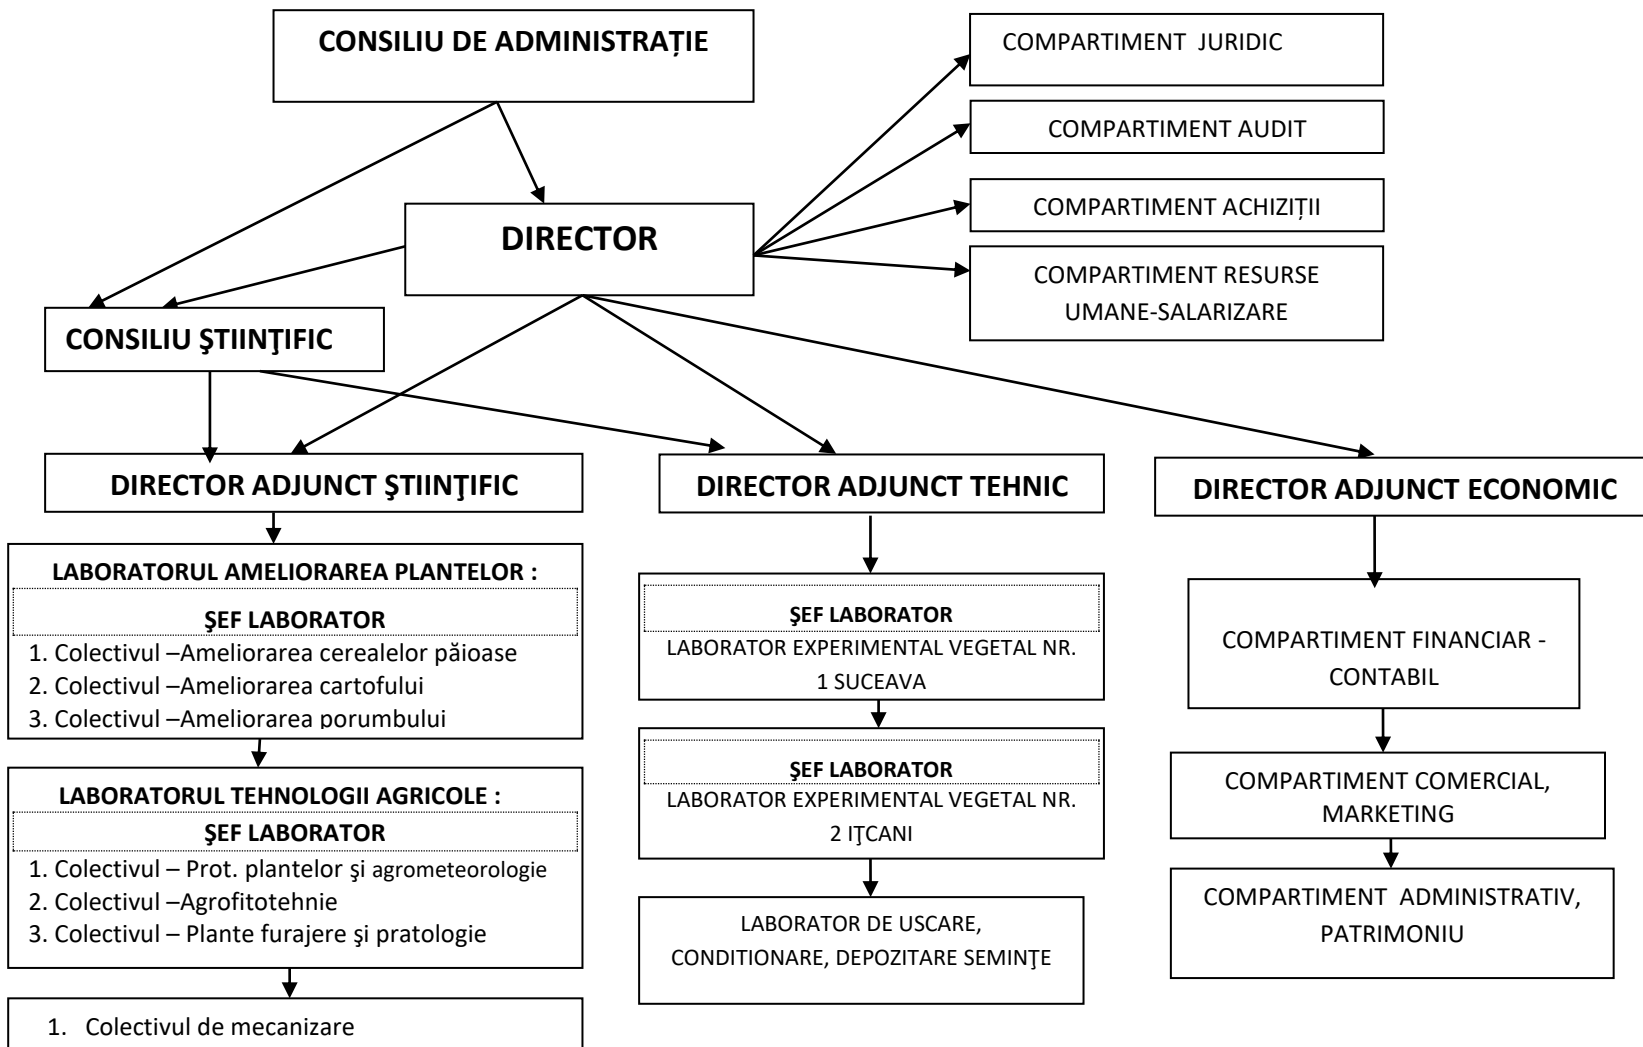 CONSILIU DE ADMINISTRAȚIE
COMPARTIMENT JURIDIC
COMPARTIMENT AUDIT
COMPARTIMENT ACHIZIȚII
COMPARTIMENT RESURSE
UMANE-SALARIZARE
DIRECTOR
CONSILIU ŞTIINŢIFIC
DIRECTOR ADJUNCT ŞTIINŢIFIC
DIRECTOR ADJUNCT TEHNIC
DIRECTOR ADJUNCT ECONOMIC
LABORATORUL AMELIORAREA PLANTELOR :
ŞEF LABORATOR
1. Colectivul –Ameliorarea cerealelor păioase
2. Colectivul –Ameliorarea cartofului
3. Colectivul –Ameliorarea porumbului
LABORATORUL TEHNOLOGII AGRICOLE :
ŞEF LABORATOR
1. Colectivul – Prot. plantelor şi agrometeorologie
2. Colectivul –Agrofitotehnie
3. Colectivul – Plante furajere şi pratologie
1. Colectivul de mecanizare
ŞEF LABORATOR
LABORATOR EXPERIMENTAL VEGETAL NR.
1 SUCEAVA
ŞEF LABORATOR
LABORATOR EXPERIMENTAL VEGETAL NR.
2 IŢCANI
LABORATOR DE USCARE,
CONDITIONARE, DEPOZITARE SEMINŢE
COMPARTIMENT FINANCIAR -
CONTABIL
COMPARTIMENT COMERCIAL,
MARKETING
COMPARTIMENT ADMINISTRATIV,
PATRIMONIU